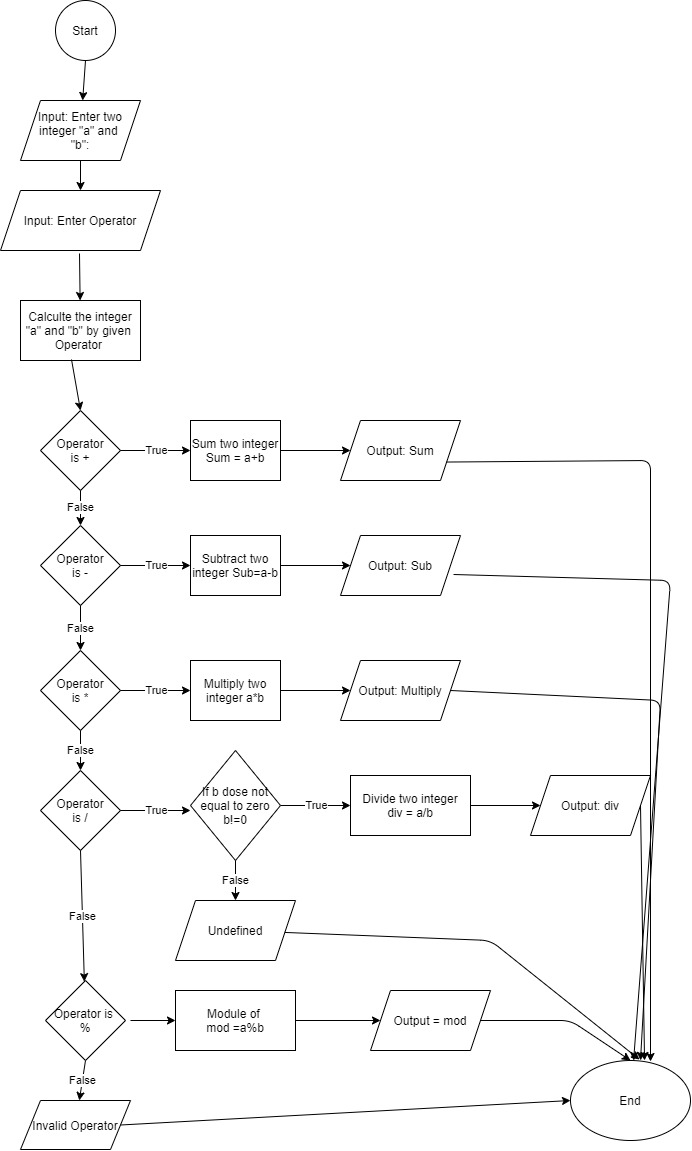 Start
Input: Enter two
integer "a" and
"b":
Input: Enter Operator
Calculte the integer
"a" and "b" by given
Operator
Operator
is +
True
Sum two integer
Sum = a+b
Output: Sum
False
Operator
is -
True
Subtract two
integer Sub=a-b
Output: Sub
False
Operator
is *
True
Multiply two
integer a*b
Output: Multiply
False
Operator
is /
True
If b dose not
equal to zero
b!=0
True
Divide two integer
div = a/b
Output: div
False
Undefined
False
Operator is
%
Module of
mod =a%b
Output = mod
False
Invalid Operator
End